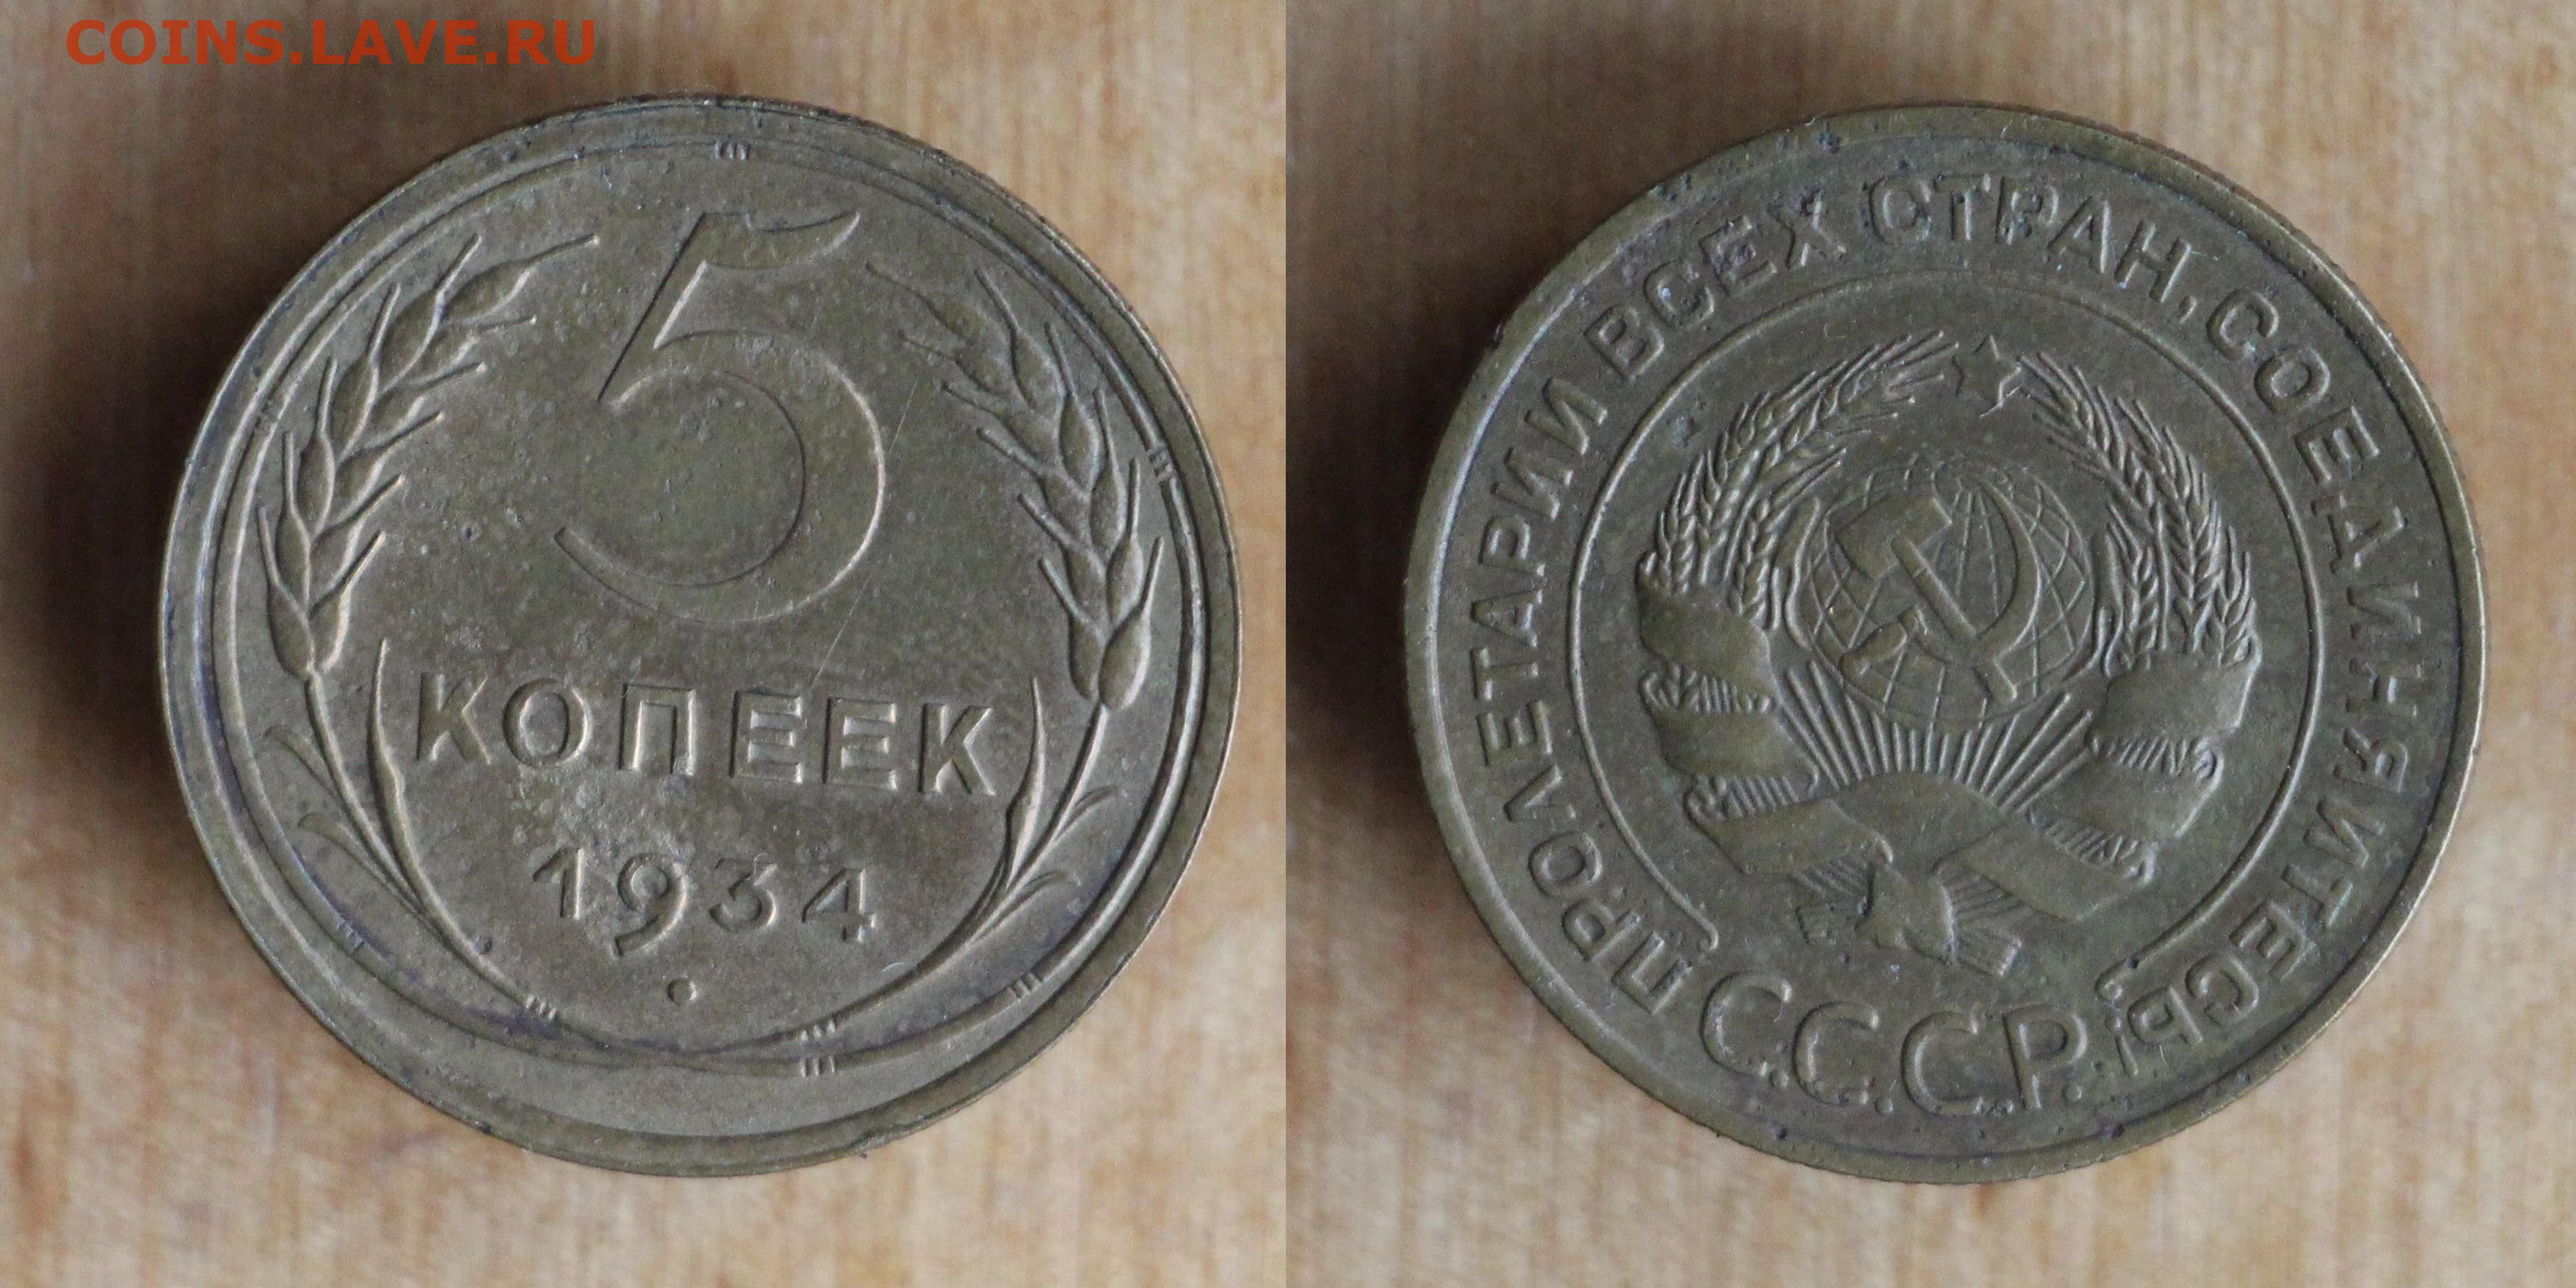 COINS.LAVE.RU
5
КОПЕЕК
1934
ПРОЛЕТАРИИ ВСЕХ СТРАН, СОЕДИНЯЙТЕСЬ!
С.С.С.Р.